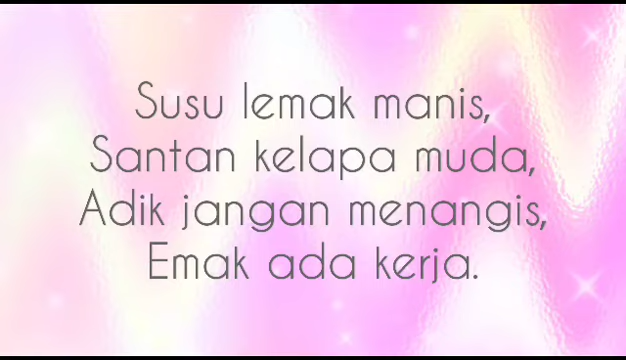 Susu lemak manis,
Santan kelapa muda,
Adik jangan menangis,
Emak ada kerja.